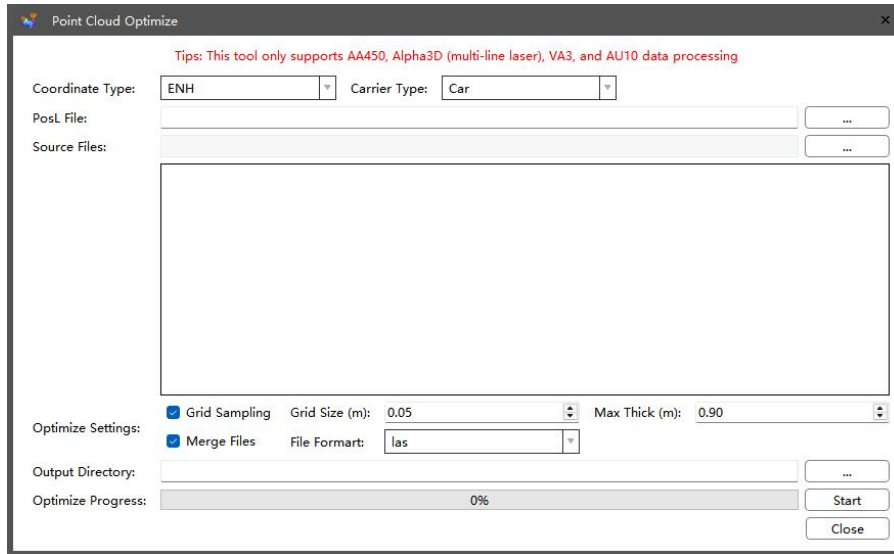 Point Cloud Optimize
Tips: This tool only supports AA450, Alpha3D (multi-line laser), VA3, and AU10 data processing
Coordinate Type: ENH Carrier Type: Car
PosL File: ...
Source Files: ...
Grid Sampling Grid Size (m): 0.05 Max Thick (m): 0.90
Optimize Settings:
Merge Files File Formart: las
Output Directory: ...
Optimize Progress: 0% Start
Close